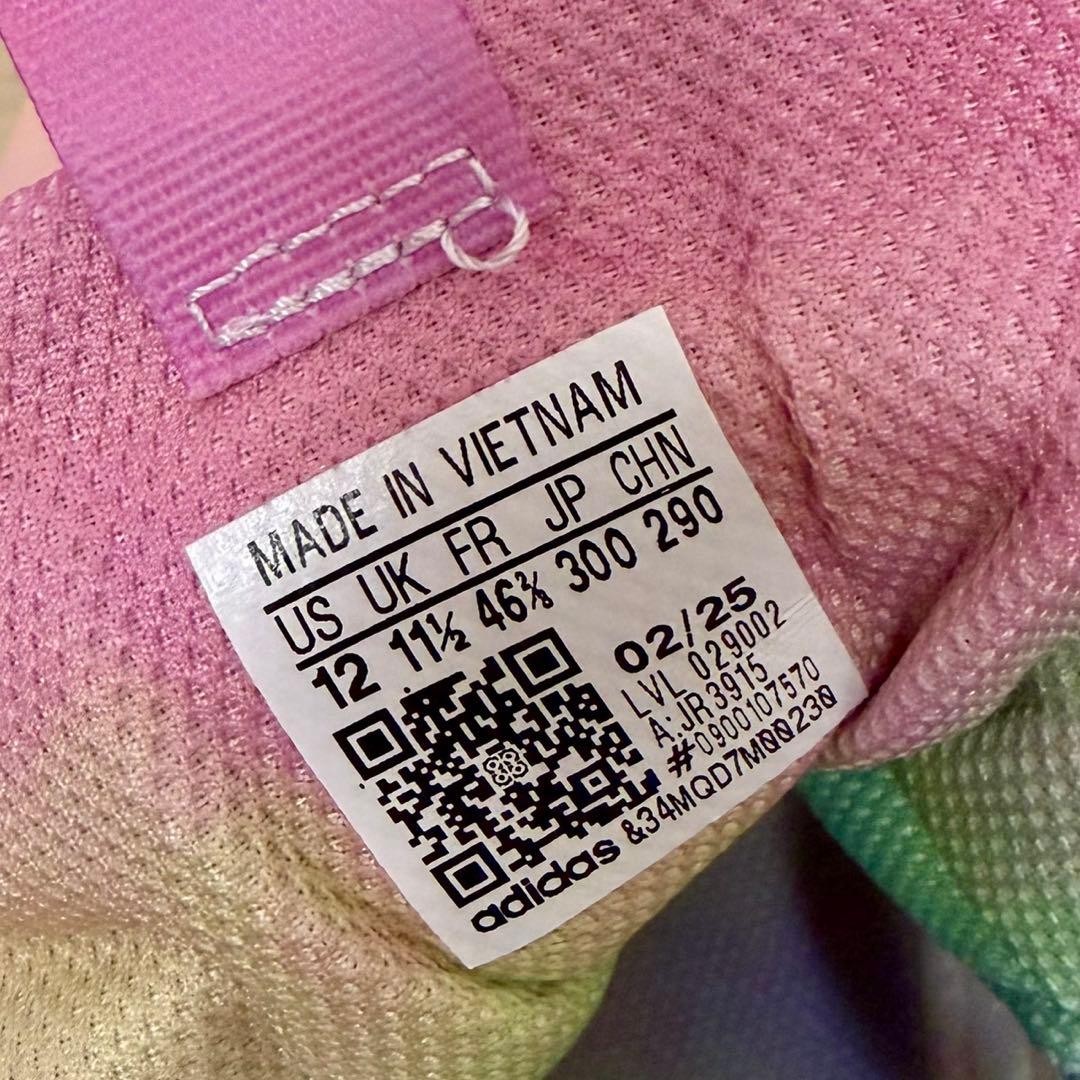 MADE IN VIETNAM
US UK FR JP CHN
12 11½ 46⅔ 300 290
02/25
LVL 029002
A:JR3915
#0900107570
adidas &34MQD7MQQ23Q